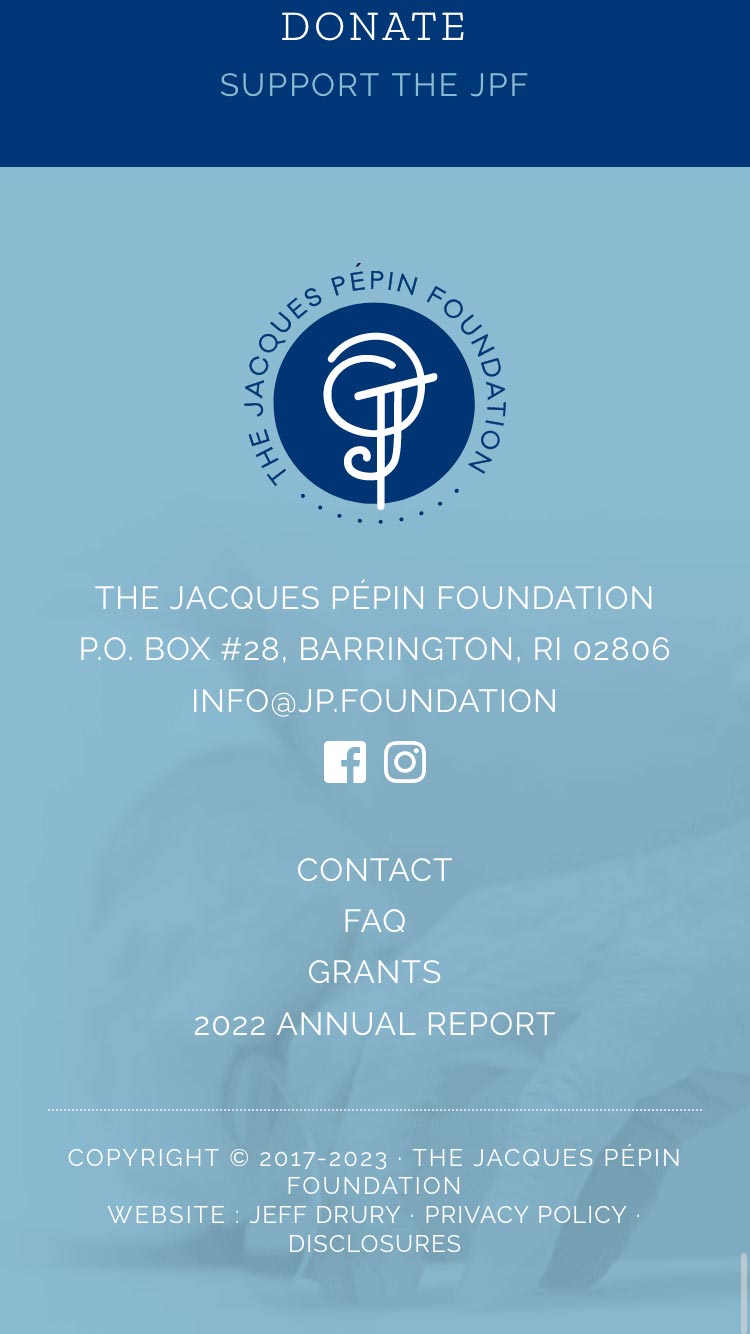 DONATE
SUPPORT THE JPF
THE JACQUES PÉPIN FOUNDATION
THE JACQUES PÉPIN FOUNDATION
P.O. BOX #28, BARRINGTON, RI 02806
INFO@JP.FOUNDATION
CONTACT
FAQ
GRANTS
2022 ANNUAL REPORT
COPYRIGHT © 2017-2023 · THE JACQUES PÉPIN
FOUNDATION
WEBSITE : JEFF DRURY · PRIVACY POLICY ·
DISCLOSURES